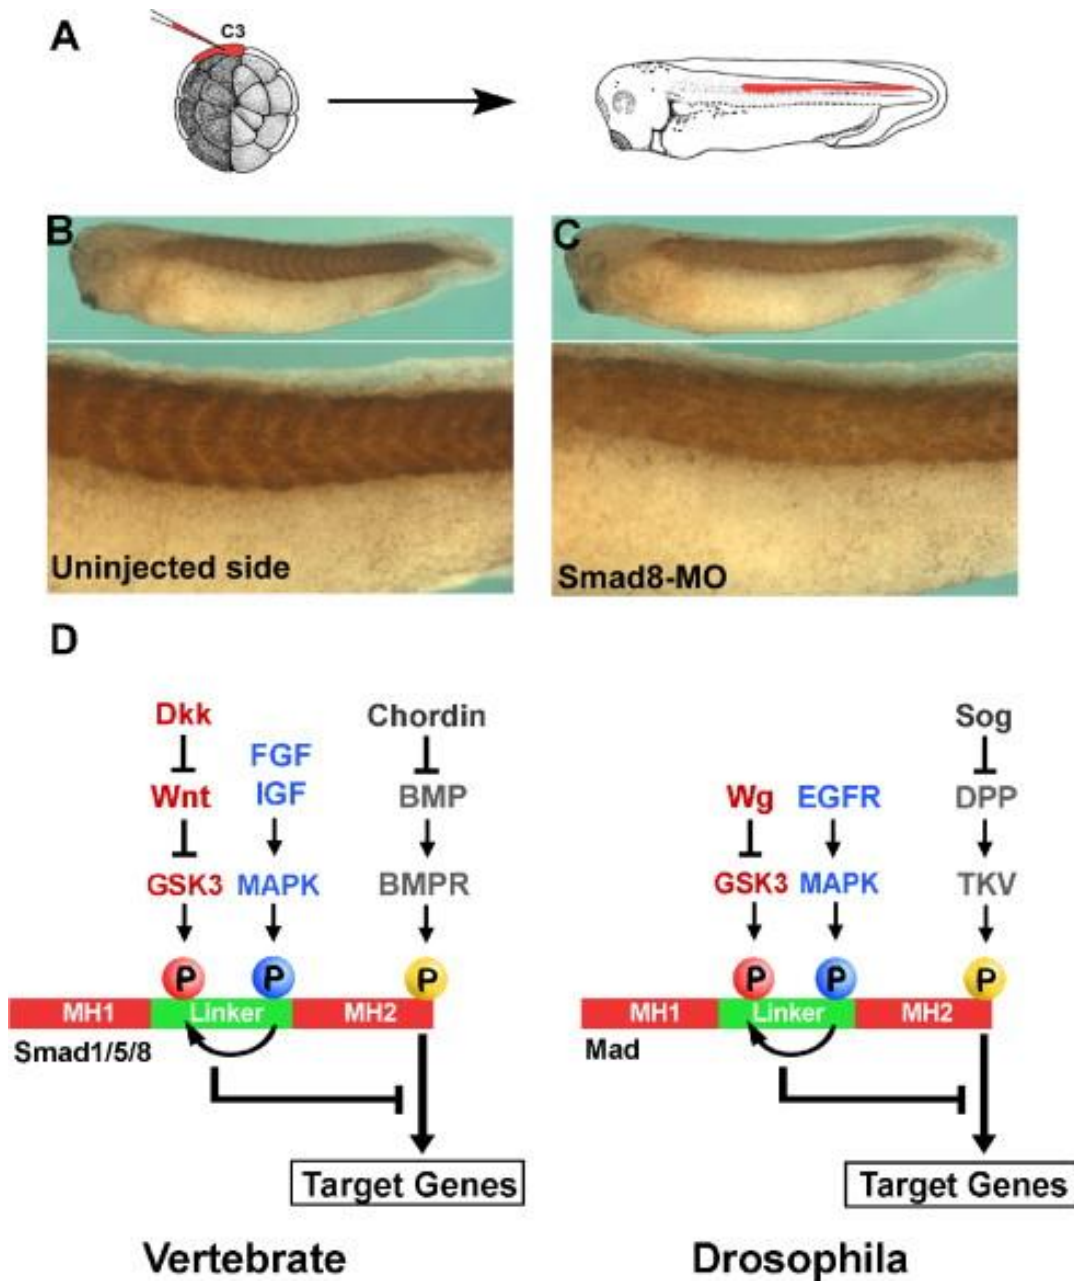 A
C3
B
C
Uninjected side
Smad8-MO
D
Dkk
Wnt
GSK3
FGF
IGF
MAPK
Chordin
BMP
BMPR
P
P
P
MH1
Linker
MH2
Smad1/5/8
Target Genes
Vertebrate
Wg
GSK3
EGFR
MAPK
Sog
DPP
TKV
P
P
P
MH1
Linker
MH2
Mad
Target Genes
Drosophila